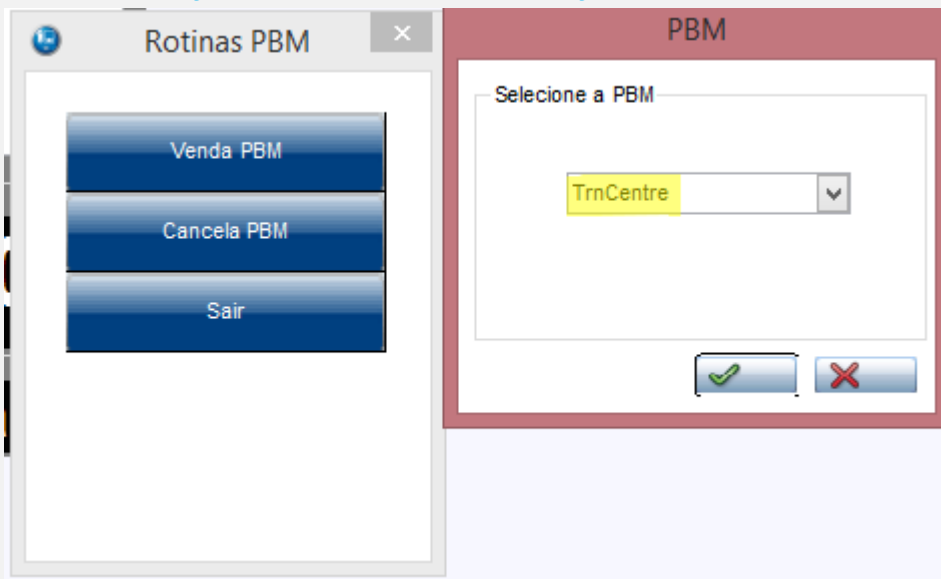 Rotinas PBM
Venda PBM
Cancela PBM
Sair
PBM
Selecione a PBM
TrnCentre